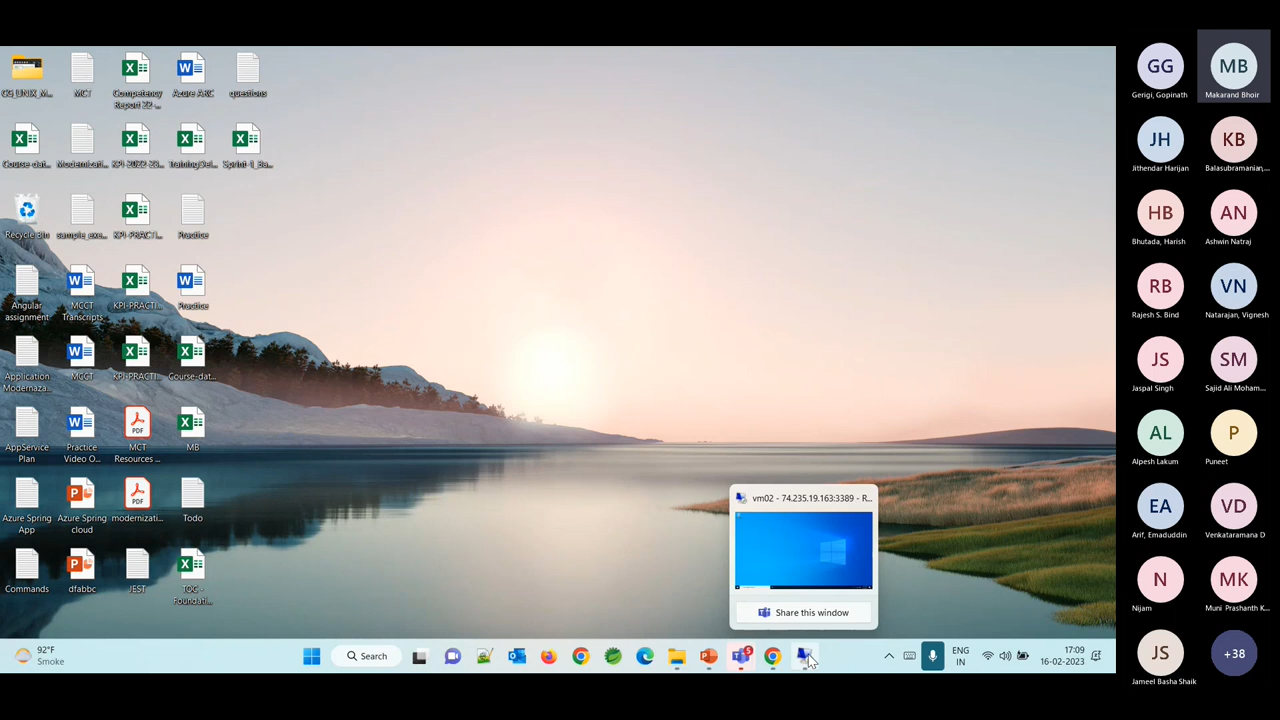 CG_UNIX_M...
MCT
Competency
Report 22 -...
Azure ARC
questions
Course-dat...
Modernizati...
KPI-2022-23...
TrainingDel...
Sprint-1_Ba...
Recycle Bin
sample_exe...
KPI-PRACTI...
Practice
Angular
assignment
MCCT
Transcripts
KPI-PRACTI...
Practice
Application
Modernaza...
MCCT
KPI-PRACTI...
Course-dat...
AppService
Plan
Practice
Video O...
PDF
MCT
Resources ...
MB
Azure Spring
App
Azure Spring
cloud
PDF
modernizati...
Todo
Commands
dfabbc
JEST
TOC -
Foundati...
vm02 - 74.235.19.163:3389 - R...
Share this window
92°F
Smoke
Search
5
ENG
IN
17:09
16-02-2023
GG
Gerigi, Gopinath
MB
Makarand Bhoir
JH
Jithendar Harijan
KB
Balasubramanian,...
HB
Bhutada, Harish
AN
Ashwin Natraj
RB
Rajesh S. Bind
VN
Natarajan, Vignesh
JS
Jaspal Singh
SM
Sajid Ali Moham...
AL
Alpesh Lakum
P
Puneet
EA
Arif, Emaduddin
VD
Venkataramana D
N
Nijam
MK
Muni Prashanth K...
JS
Jameel Basha Shaik
+38